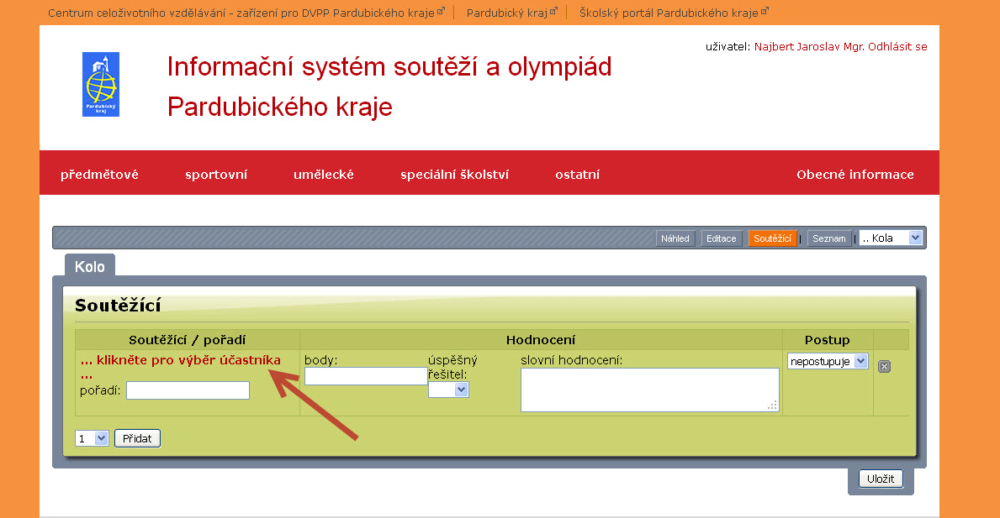 Centrum celoživotního vzdělávání - zařízení pro DVPP Pardubického kraje | Pardubický kraj | Školský portál Pardubického kraje
uživatel: Najbert Jaroslav Mgr. Odhlásit se
Pardubický
kraj
Informační systém soutěží a olympiád
Pardubického kraje
předmětové sportovní umělecké speciální školství ostatní Obecné informace
Náhled Editace Soutěžící | Seznam | .. Kola
Kolo
Soutěžící
Soutěžící / pořadí Hodnocení Postup
... klikněte pro výběr účastníka
...
pořadí:
body:
úspěšný
řešitel:
slovní hodnocení:
nepostupuje
1 Přidat
Uložit